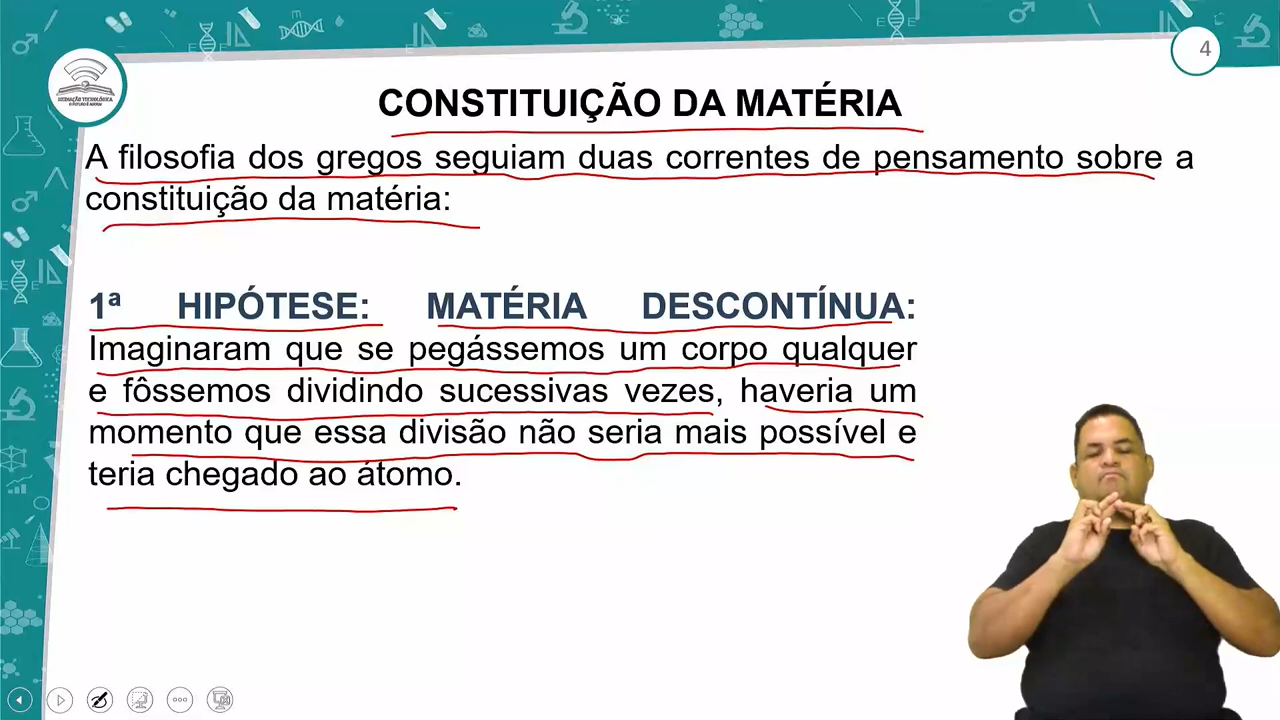 4
MEDIAÇÃO TECNOLÓGICA
CONSTITUIÇÃO DA MATÉRIA
A filosofia dos gregos seguiam duas correntes de pensamento sobre a
constituição da matéria:
1ª HIPÓTESE: MATÉRIA DESCONTÍNUA:
Imaginaram que se pegássemos um corpo qualquer
e fôssemos dividindo sucessivas vezes, haveria um
momento que essa divisão não seria mais possível e
teria chegado ao átomo.